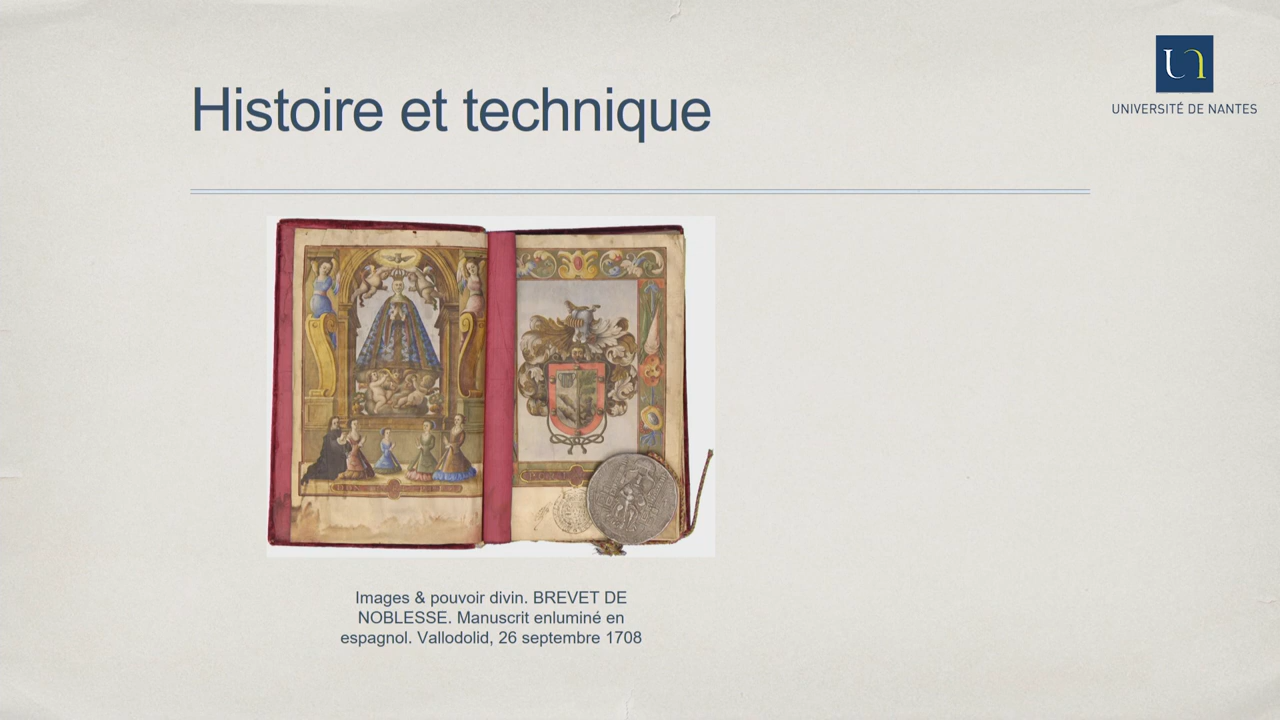 Histoire et technique
UNIVERSITÉ DE NANTES
Images & pouvoir divin. BREVET DE
NOBLESSE. Manuscrit enluminé en
espagnol. Vallodolid, 26 septembre 1708